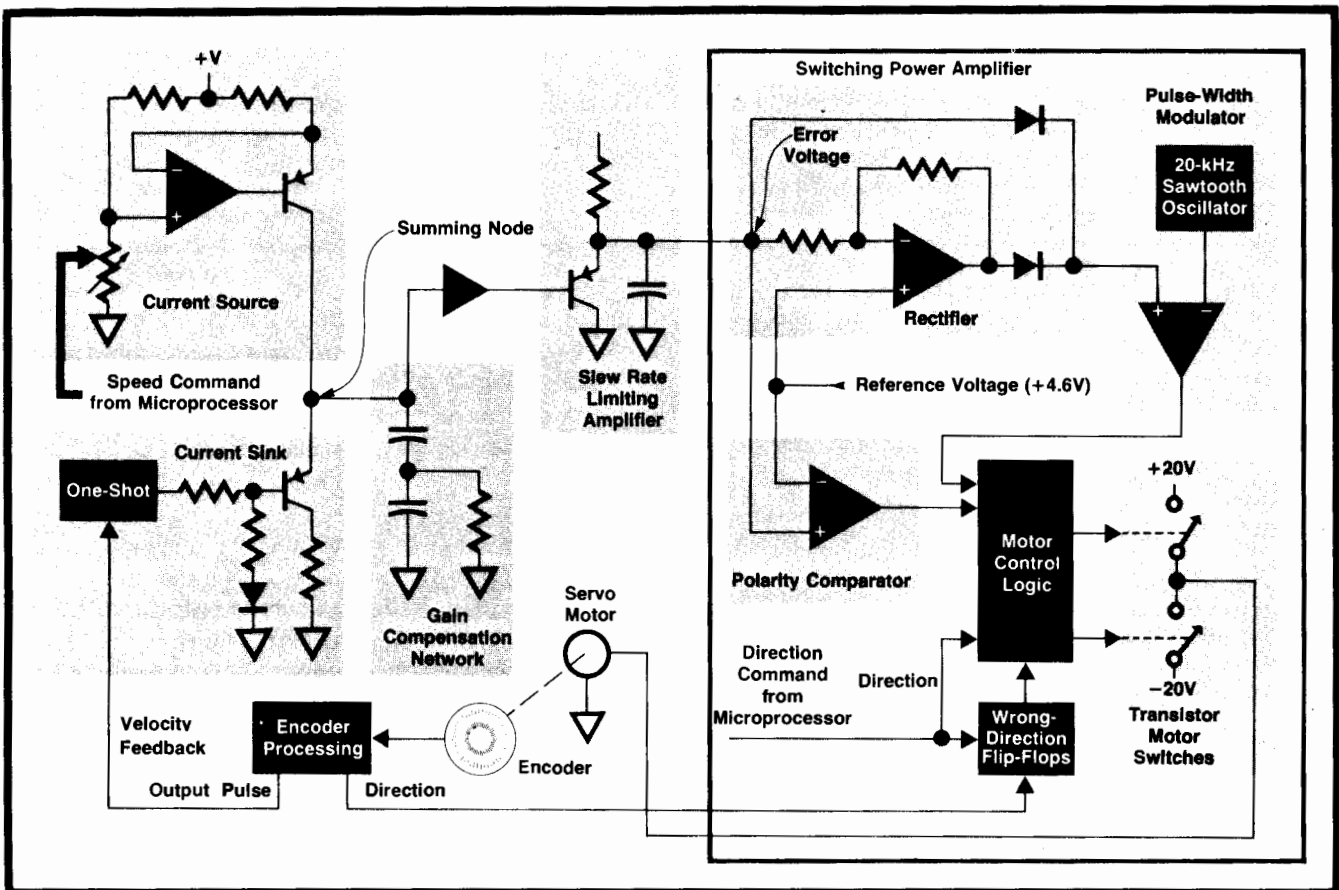 +V
Current Source
Speed Command
from Microprocessor
Summing Node
Current Sink
One-Shot
Gain
Compensation
Network
Slew Rate
Limiting
Amplifier
Switching Power Amplifier
Error
Voltage
Pulse-Width
Modulator
20-kHz
Sawtooth
Oscillator
−
+
−
+
+
−
Rectifier
Reference Voltage (+4.6V)
−
+
Polarity Comparator
Motor
Control
Logic
+20V
−20V
Transistor
Motor
Switches
Direction
Command
from
Microprocessor
Direction
Wrong-
Direction
Flip-Flops
Servo
Motor
Encoder
Encoder
Processing
Velocity
Feedback
Output Pulse
Direction